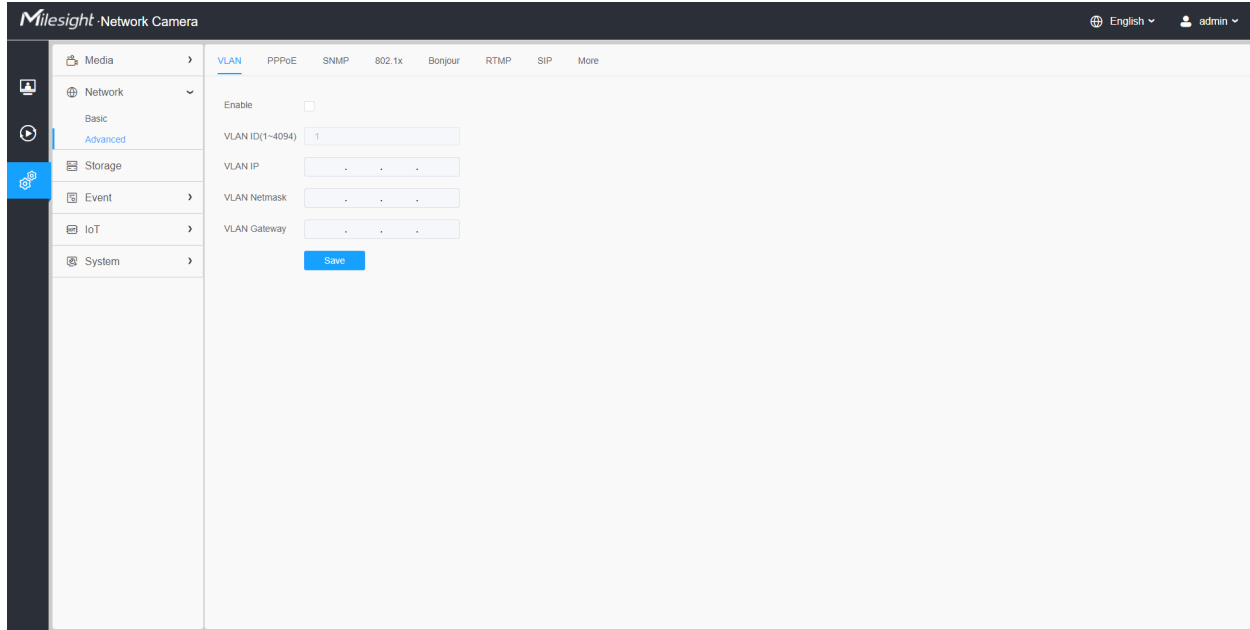 Milesight · Network Camera
English
admin
Media
Network
Basic
Advanced
Storage
Event
IoT
System
VLAN PPPoE SNMP 802.1x Bonjour RTMP SIP More
Enable
VLAN ID(1~4094) 1
VLAN IP . . .
VLAN Netmask . . .
VLAN Gateway . . .
Save